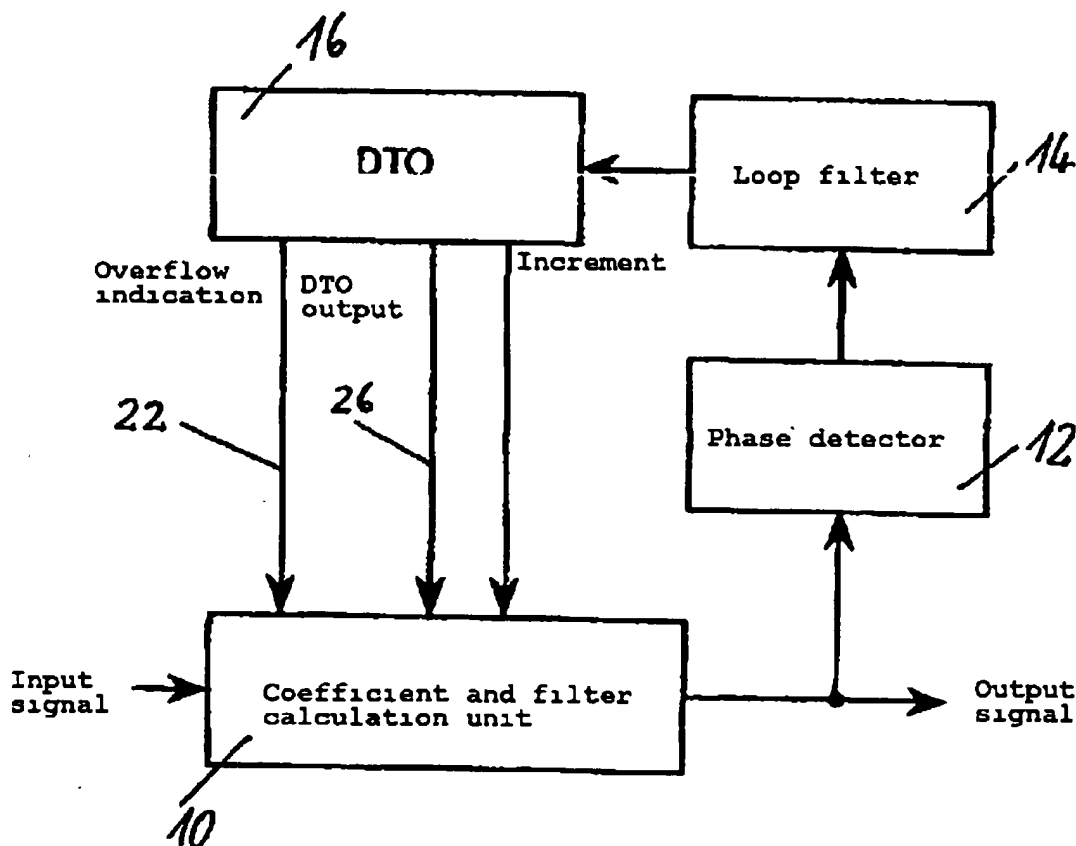 16
DTO
Loop filter
14
Overflow
indication
DTO
output
Increment
22
26
Phase detector
12
Input
signal
Coefficient and filter
calculation unit
Output
signal
10